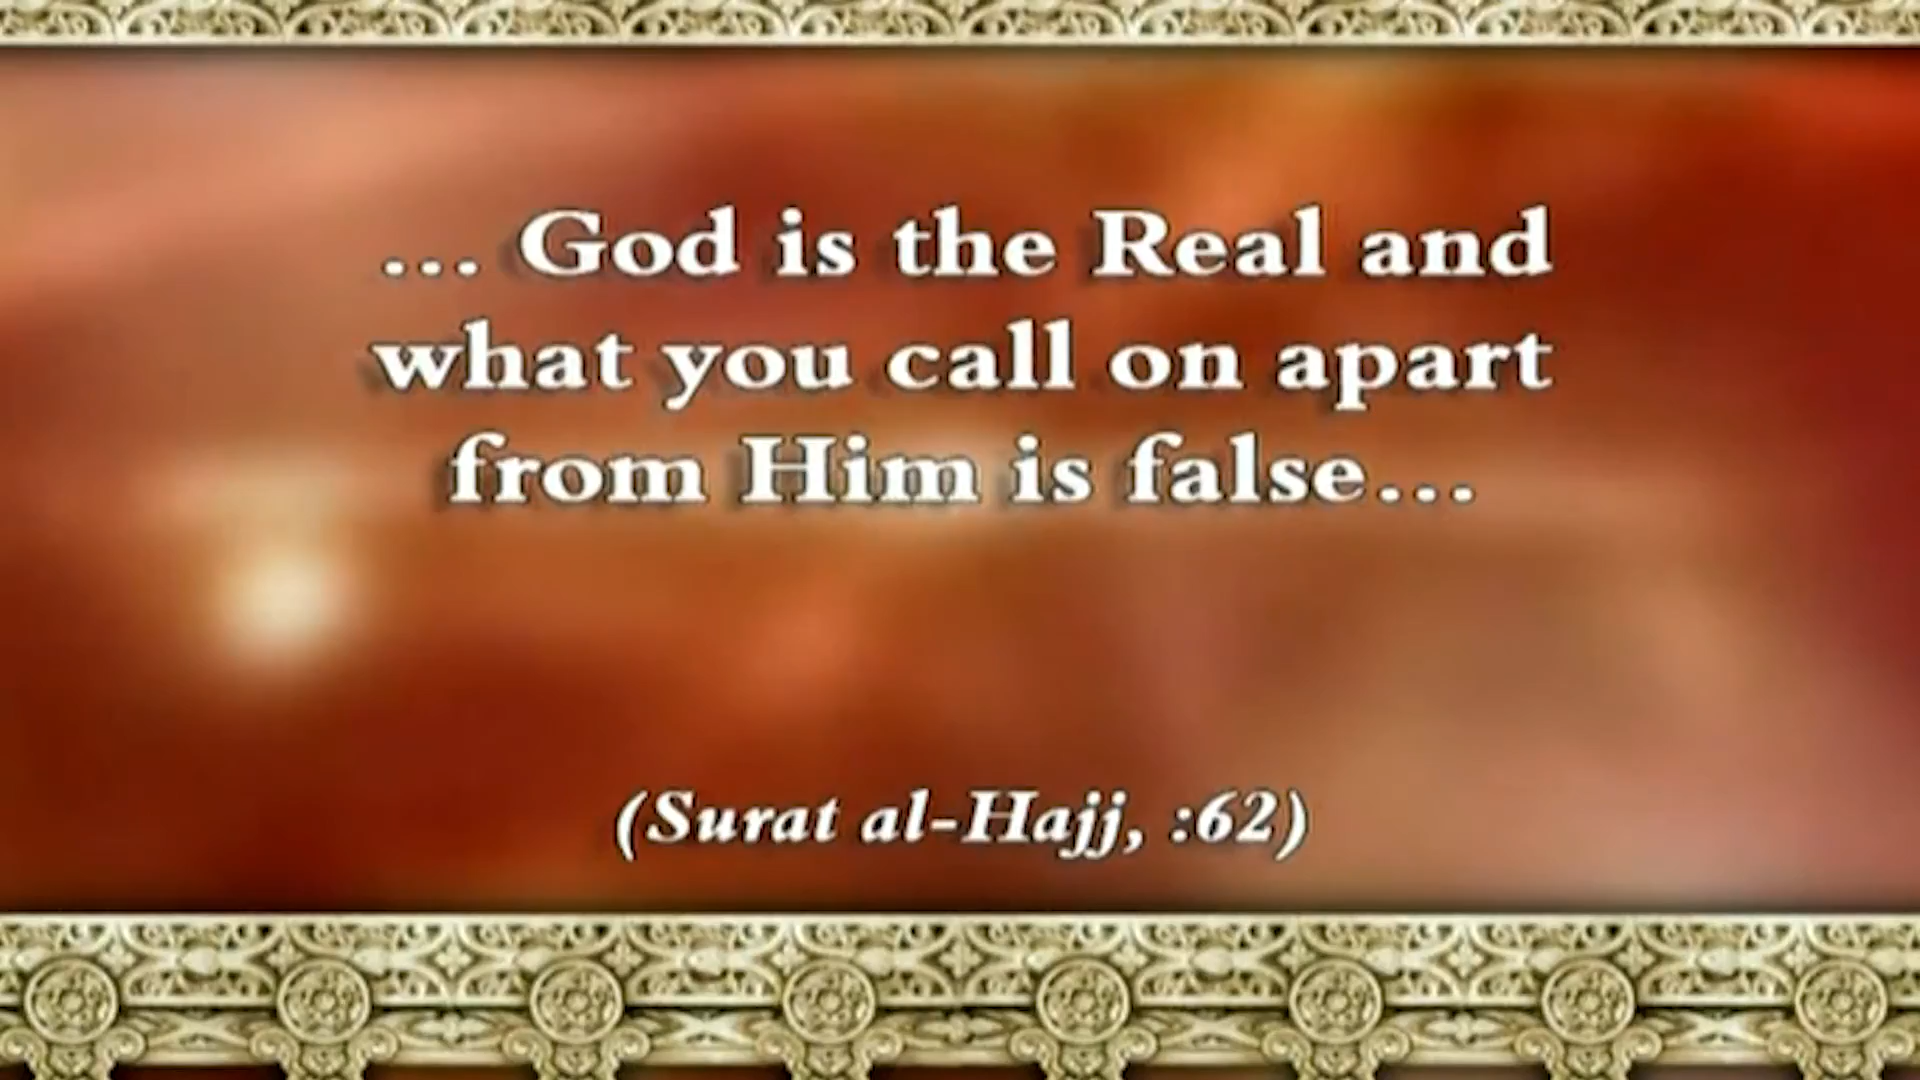 ... God is the Real and
what you call on apart
from Him is false...
(Surat al-Hajj, :62)